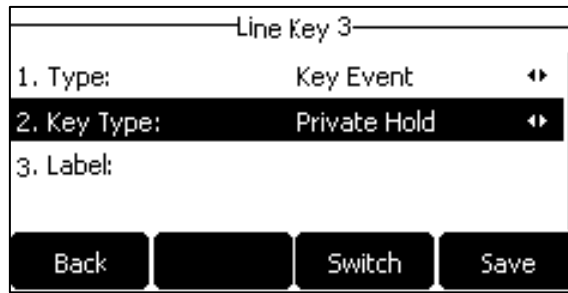 Line Key 3
1. Type: Key Event
2. Key Type: Private Hold
3. Label:
Back Switch Save